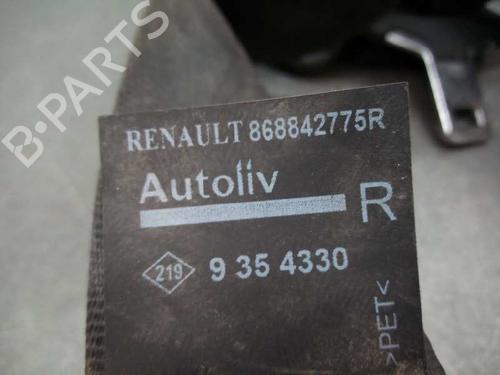 B-PARTS
RENAULT 868842775R
Autoliv
R
219
9 35 4330
>PET<